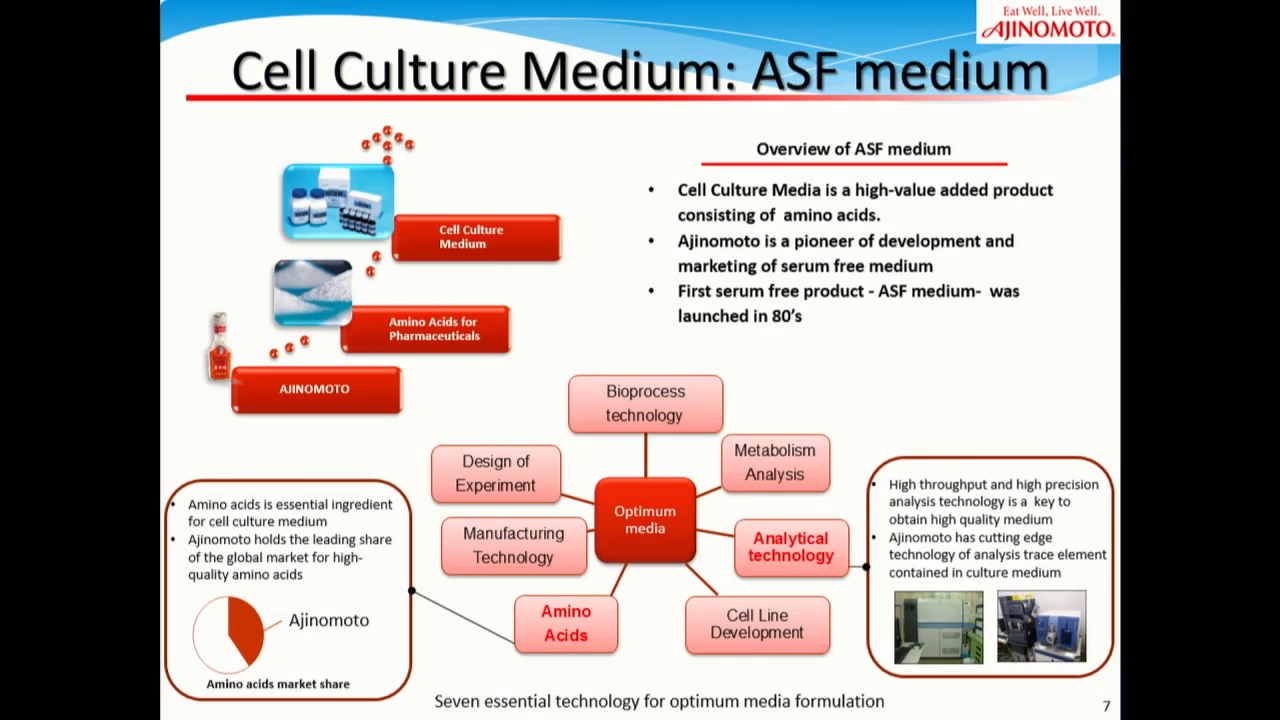 Eat Well, Live Well.
AJINOMOTO®
Cell Culture Medium: ASF medium
Cell Culture
Medium
Amino Acids for
Pharmaceuticals
AJINOMOTO
Overview of ASF medium
• Cell Culture Media is a high-value added product
consisting of amino acids.
• Ajinomoto is a pioneer of development and
marketing of serum free medium
• First serum free product - ASF medium- was
launched in 80's
Bioprocess
technology
Design of
Experiment
Metabolism
Analysis
Optimum
media
Manufacturing
Technology
Analytical
technology
Amino
Acids
Cell Line
Development
• Amino acids is essential ingredient
for cell culture medium
• Ajinomoto holds the leading share
of the global market for high-
quality amino acids
Ajinomoto
Amino acids market share
• High throughput and high precision
analysis technology is a key to
obtain high quality medium
• Ajinomoto has cutting edge
technology of analysis trace element
contained in culture medium
Seven essential technology for optimum media formulation
7